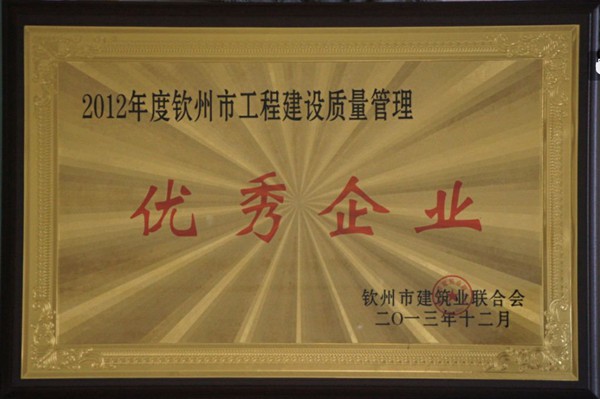 2012年度钦州市工程建设质量管理
优秀企业
钦州市建筑业联合会
二〇一三年十二月